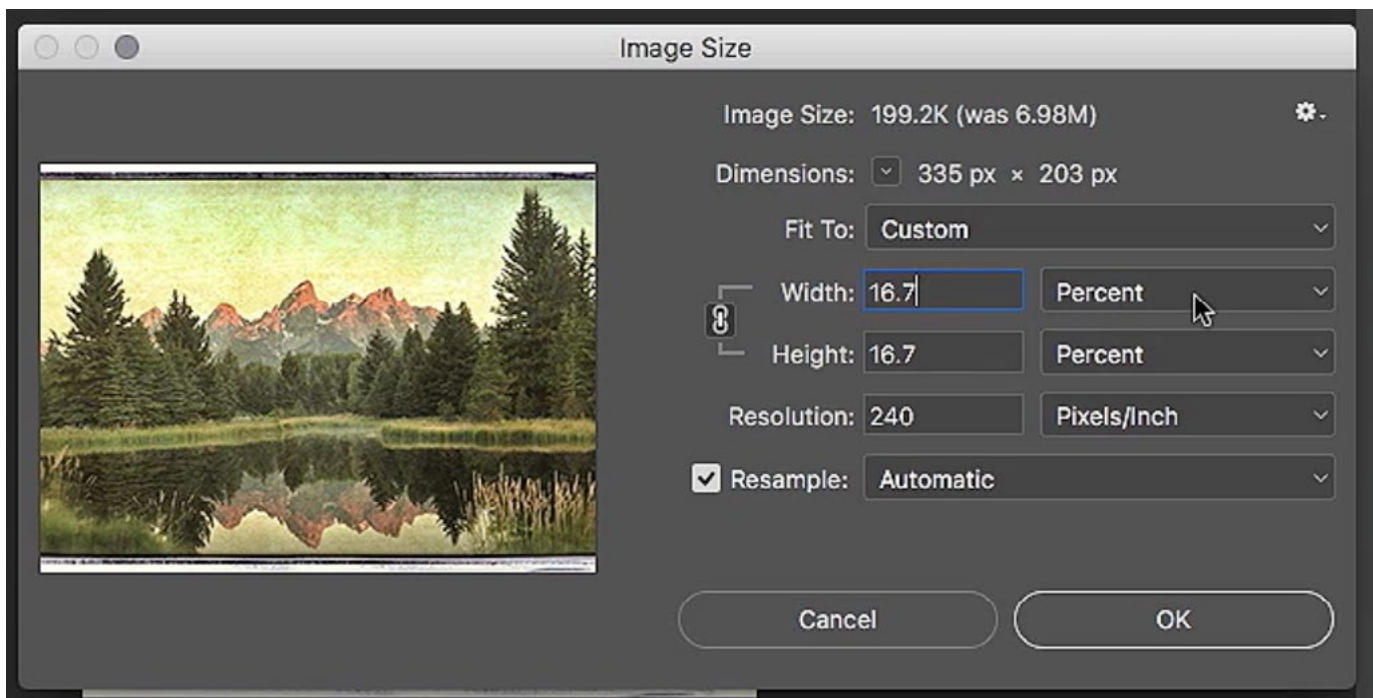 Image Size
Image Size: 199.2K (was 6.98M)
Dimensions: 335 px × 203 px
Fit To: Custom
Width: 16.7 Percent
Height: 16.7 Percent
Resolution: 240 Pixels/Inch
Resample: Automatic
Cancel OK